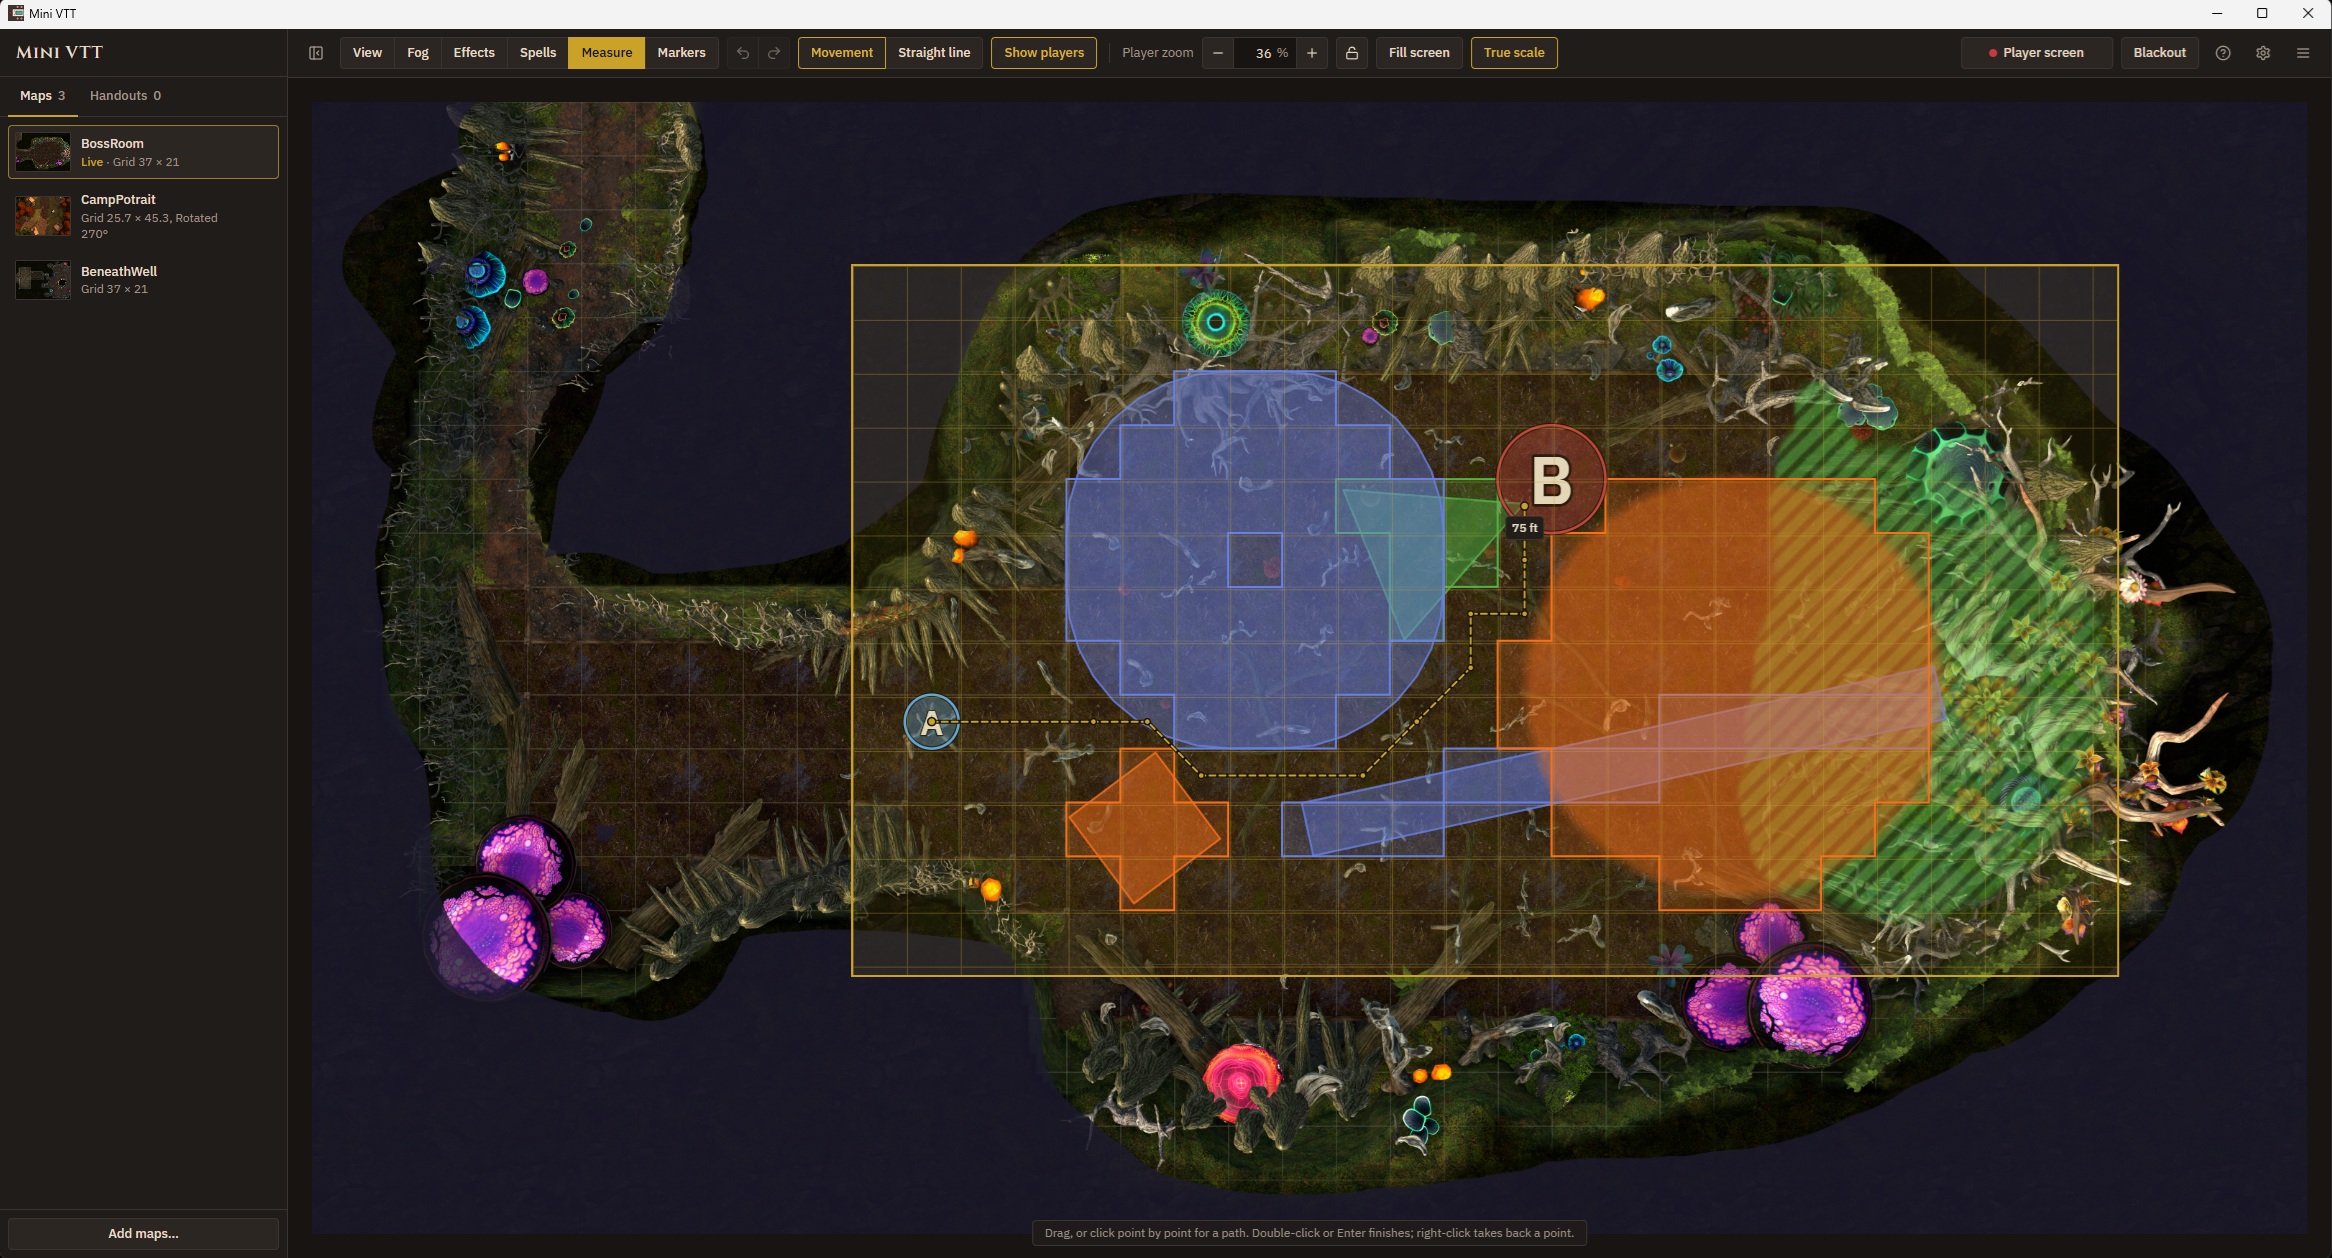 Mini VTT
MINI VTT
View
Fog
Effects
Spells
Measure
Markers
Movement
Straight line
Show players
Player zoom
−
36 %
+
Fill screen
True scale
Player screen
Blackout
Maps 3
Handouts 0
BossRoom
Live · Grid 37 × 21
CampPotrait
Grid 25.7 × 45.3, Rotated
270°
BeneathWell
Grid 37 × 21
B
75 ft
A
Add maps...
Drag, or click point by point for a path. Double-click or Enter finishes; right-click takes back a point.